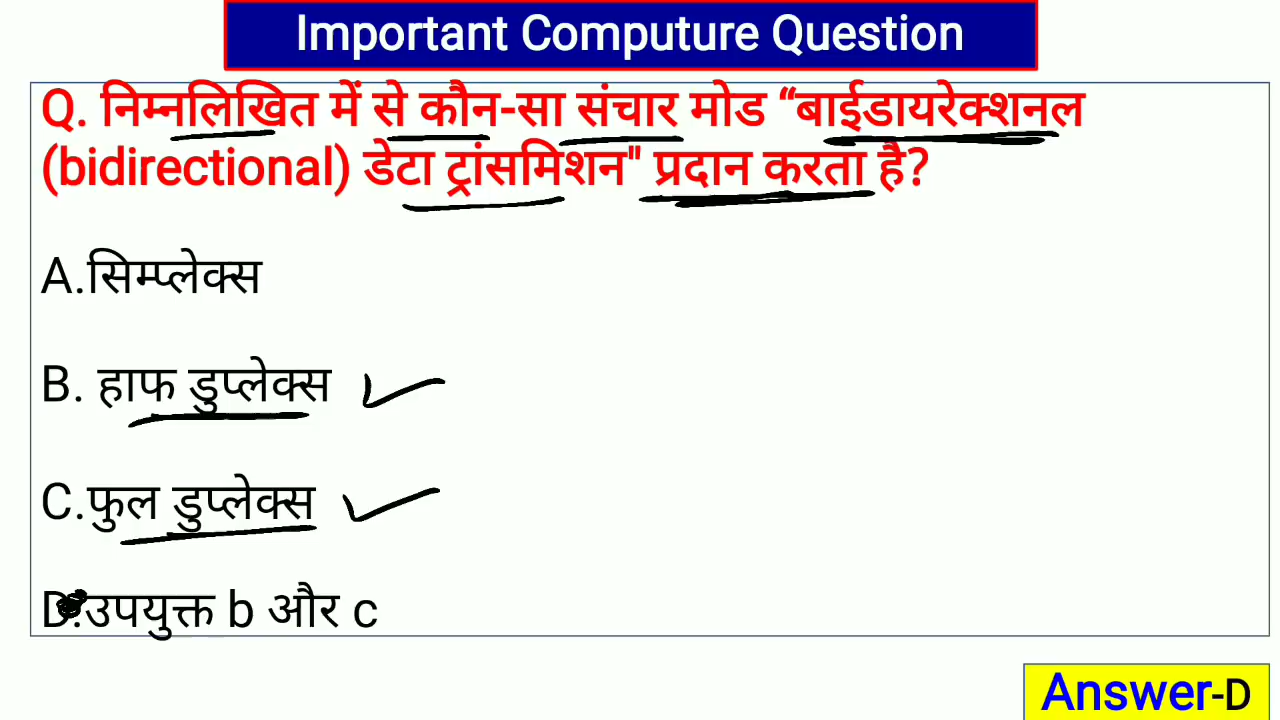 Important Computure Question
Q. निम्नलिखित में से कौन-सा संचार मोड “बाईडायरेक्शनल
(bidirectional) डेटा ट्रांसमिशन" प्रदान करता है?
A.सिम्प्लेक्स
B. हाफ डुप्लेक्स
C.फुल डुप्लेक्स
D.उपयुक्त b और c
Answer-D